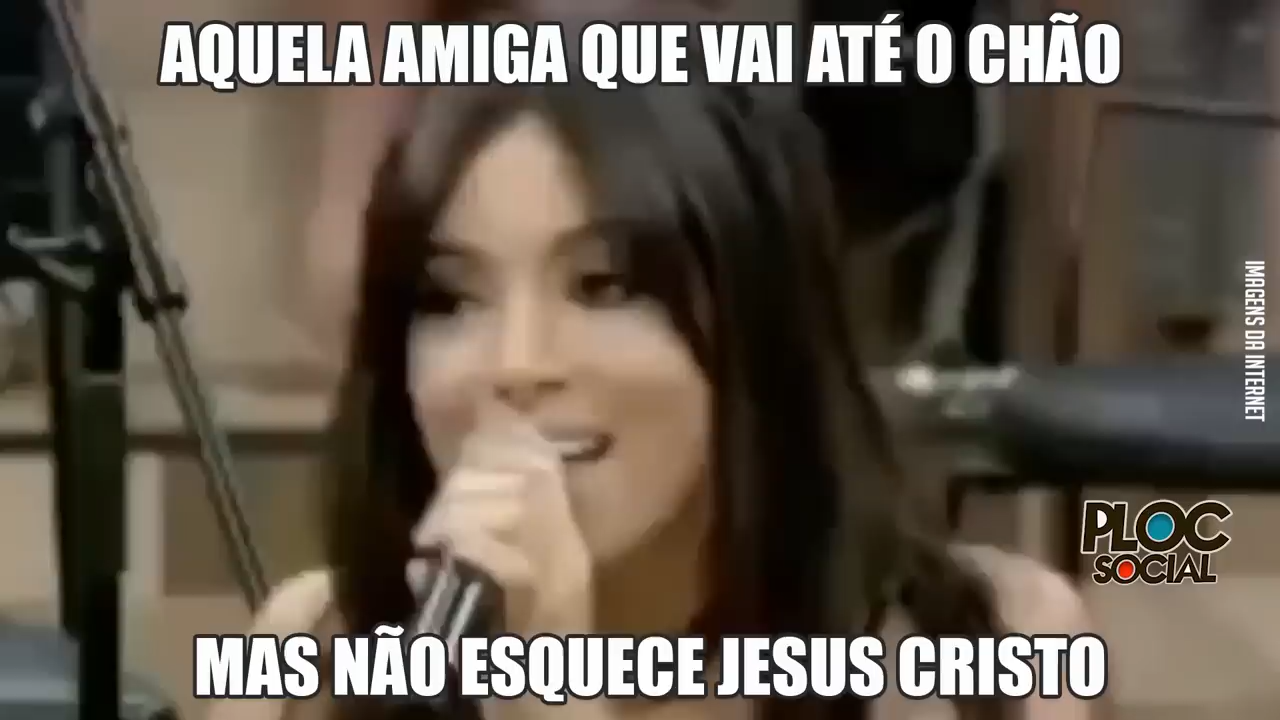 AQUELA AMIGA QUE VAI ATÉ O CHÃO
IMAGENS DA INTERNET
PLOC
SOCIAL
MAS NÃO ESQUECE JESUS CRISTO